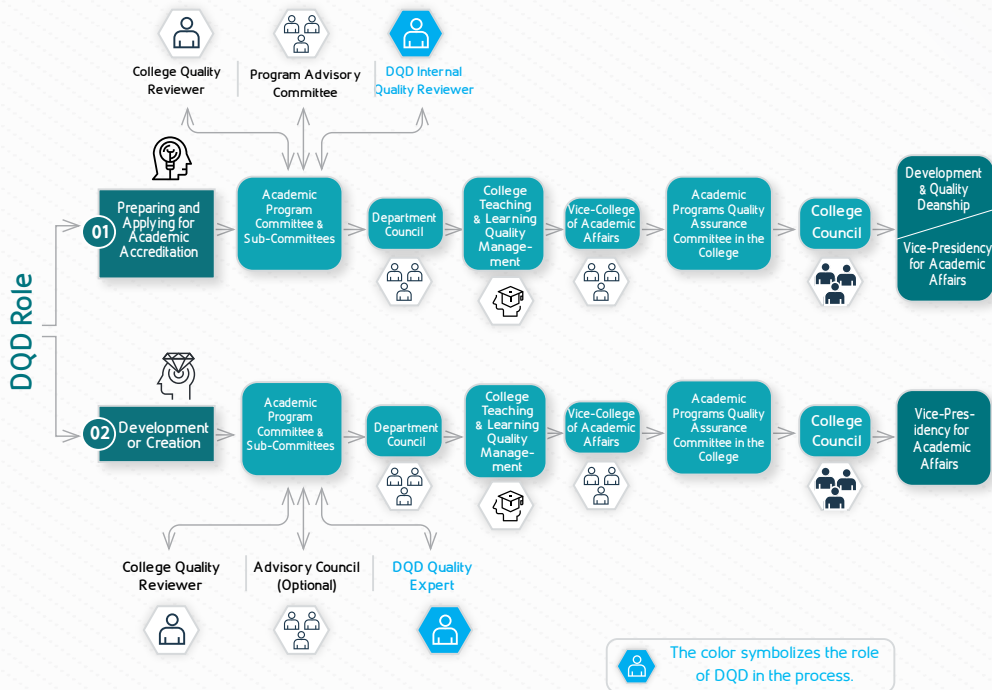 College Quality
Reviewer
Program Advisory
Committee
DQD Internal
Quality Reviewer
DQD Role
01
Preparing and
Applying for
Academic
Accreditation
Academic
Program
Committee &
Sub-Committees
Department
Council
College
Teaching
& Learning
Quality
Manage-
ment
Vice-College
of Academic
Affairs
Academic
Programs Quality
Assurance
Committee in the
College
College
Council
Development
& Quality
Deanship
Vice-Presidency
for Academic
Affairs
02
Development
or Creation
Academic
Program
Committee &
Sub-Committees
Department
Council
College
Teaching
& Learning
Quality
Manage-
ment
Vice-College
of Academic
Affairs
Academic
Programs Quality
Assurance
Committee in the
College
College
Council
Vice-Pres-
idency for
Academic
Affairs
College Quality
Reviewer
Advisory Council
(Optional)
DQD Quality
Expert
The color symbolizes the role
of DQD in the process.